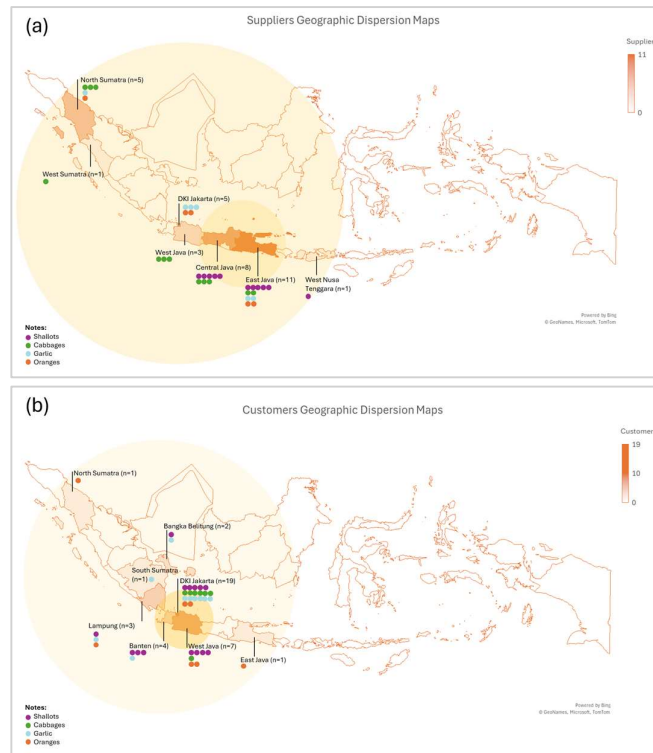 (a)
Suppliers Geographic Dispersion Maps
Supplier
11
0
North Sumatra (n=5)
West Sumatra (n=1)
DKI Jakarta (n=5)
West Java (n=3)
Central Java (n=8)
East Java (n=11)
West Nusa
Tenggara (n=1)
Powered by Bing
© GeoNames, Microsoft, TomTom
Notes:
Shallots
Cabbages
Garlic
Oranges
(b)
Customers Geographic Dispersion Maps
Customer
19
10
0
North Sumatra (n=1)
Bangka Belitung (n=2)
South Sumatra
(n=1)
DKI Jakarta (n=19)
Lampung (n=3)
Banten (n=4)
West Java (n=7)
East Java (n=1)
Powered by Bing
© GeoNames, Microsoft, TomTom
Notes:
Shallots
Cabbages
Garlic
Oranges